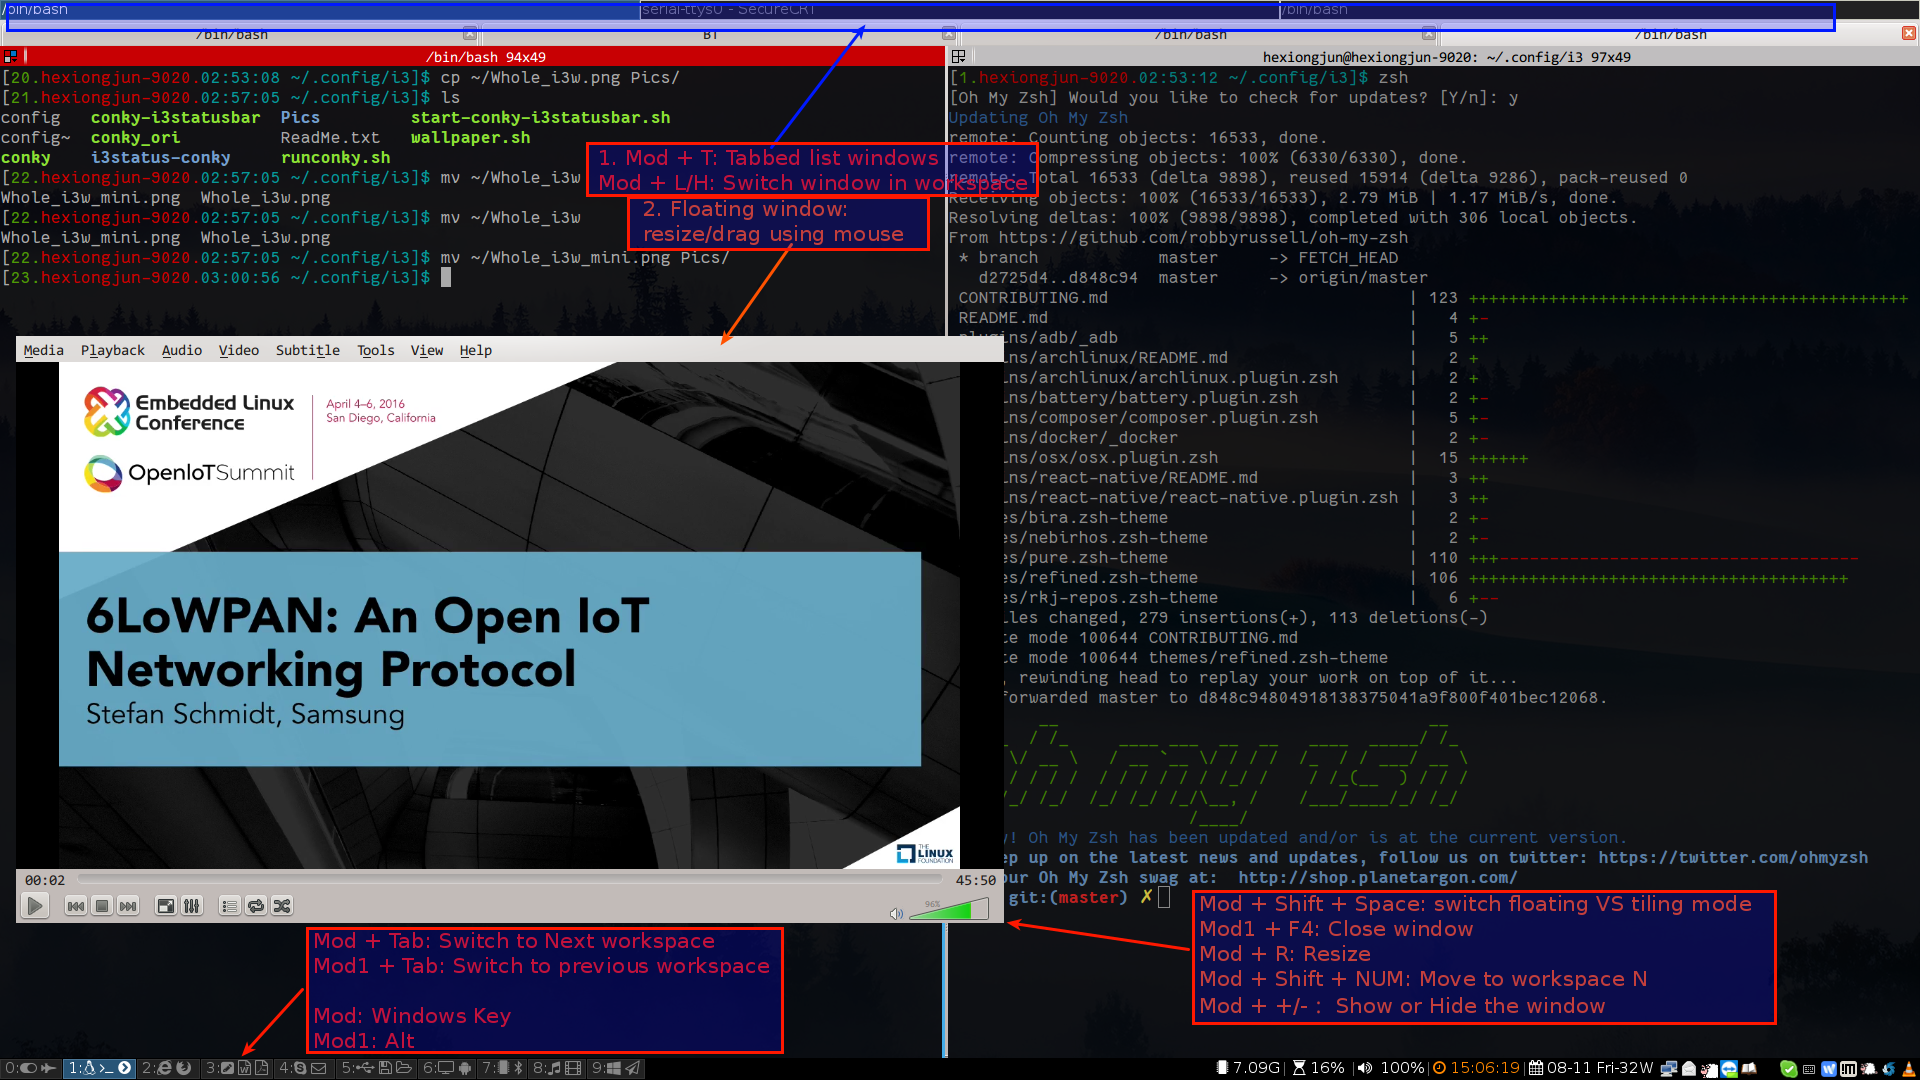 /bin/bash
serial-ttyS0 - SecureCRT
/bin/bash
/bin/bash
BT
/bin/bash
/bin/bash
/bin/bash 94x49
[20.hexiongjun-9020.02:53:08 ~/.config/i3]$ cp ~/Whole_i3w.png Pics/
[21.hexiongjun-9020.02:57:05 ~/.config/i3]$ ls
config conky-i3statusbar Pics start-conky-i3statusbar.sh
config~ conky_ori ReadMe.txt wallpaper.sh
conky i3status-conky runconky.sh
[22.hexiongjun-9020.02:57:05 ~/.config/i3]$ mv ~/Whole_i3w
Whole_i3w_mini.png Whole_i3w.png
[22.hexiongjun-9020.02:57:05 ~/.config/i3]$ mv ~/Whole_i3w
Whole_i3w_mini.png Whole_i3w.png
[22.hexiongjun-9020.02:57:05 ~/.config/i3]$ mv ~/Whole_i3w_mini.png Pics/
[23.hexiongjun-9020.03:00:56 ~/.config/i3]$
1. Mod + T: Tabbed list windows
Mod + L/H: Switch window in workspace
2. Floating window:
resize/drag using mouse
hexiongjun@hexiongjun-9020: ~/.config/i3 97x49
[1.hexiongjun-9020.02:53:12 ~/.config/i3]$ zsh
[Oh My Zsh] Would you like to check for updates? [Y/n]: y
Updating Oh My Zsh
remote: Counting objects: 16533, done.
remote: Compressing objects: 100% (6330/6330), done.
remote: Total 16533 (delta 9898), reused 15914 (delta 9286), pack-reused 0
Receiving objects: 100% (16533/16533), 2.79 MiB | 1.17 MiB/s, done.
Resolving deltas: 100% (9898/9898), completed with 306 local objects.
From https://github.com/robbyrussell/oh-my-zsh
* branch master -> FETCH_HEAD
d2725d4..d848c94 master -> origin/master
CONTRIBUTING.md | 123 ++++++++++++++++++++++++++++++++++++++++++++
README.md | 4 +-
plugins/adb/_adb | 5 ++
ns/archlinux/README.md | 2 +
ns/archlinux/archlinux.plugin.zsh | 2 +
ns/battery/battery.plugin.zsh | 2 +-
ns/composer/composer.plugin.zsh | 5 +-
ns/docker/_docker | 2 +-
ns/osx/osx.plugin.zsh | 15 ++++++
ns/react-native/README.md | 3 ++
ns/react-native/react-native.plugin.zsh | 3 ++
es/bira.zsh-theme | 2 +-
es/nebirhos.zsh-theme | 2 +-
es/pure.zsh-theme | 110 +++------------------------------------
es/refined.zsh-theme | 106 ++++++++++++++++++++++++++++++++++++++
es/rkj-repos.zsh-theme | 6 +--
les changed, 279 insertions(+), 113 deletions(-)
te mode 100644 CONTRIBUTING.md
te mode 100644 themes/refined.zsh-theme
, rewinding head to replay your work on top of it...
forwarded master to d848c94804918138375041a9f800f401bec12068.
h my zsh
y! Oh My Zsh has been updated and/or is at the current version.
ep up on the latest news and updates, follow us on twitter: https://twitter.com/ohmyzsh
our Oh My Zsh swag at: http://shop.planetargon.com/
git:(master) ✗
Media Playback Audio Video Subtitle Tools View Help
Embedded Linux
Conference
April 4–6, 2016
San Diego, California
OpenIoTSummit
6LoWPAN: An Open IoT
Networking Protocol
Stefan Schmidt, Samsung
THE
LINUX
FOUNDATION
00:02
45:50
96%
Mod + Shift + Space: switch floating VS tiling mode
Mod1 + F4: Close window
Mod + R: Resize
Mod + Shift + NUM: Move to workspace N
Mod + +/- : Show or Hide the window
Mod + Tab: Switch to Next workspace
Mod1 + Tab: Switch to previous workspace
Mod: Windows Key
Mod1: Alt
0: 1: 2: 3: 4: 5: 6: 7: 8: 9:
7.09G| 16% | 100%| 15:06:19| 08-11 Fri-32W